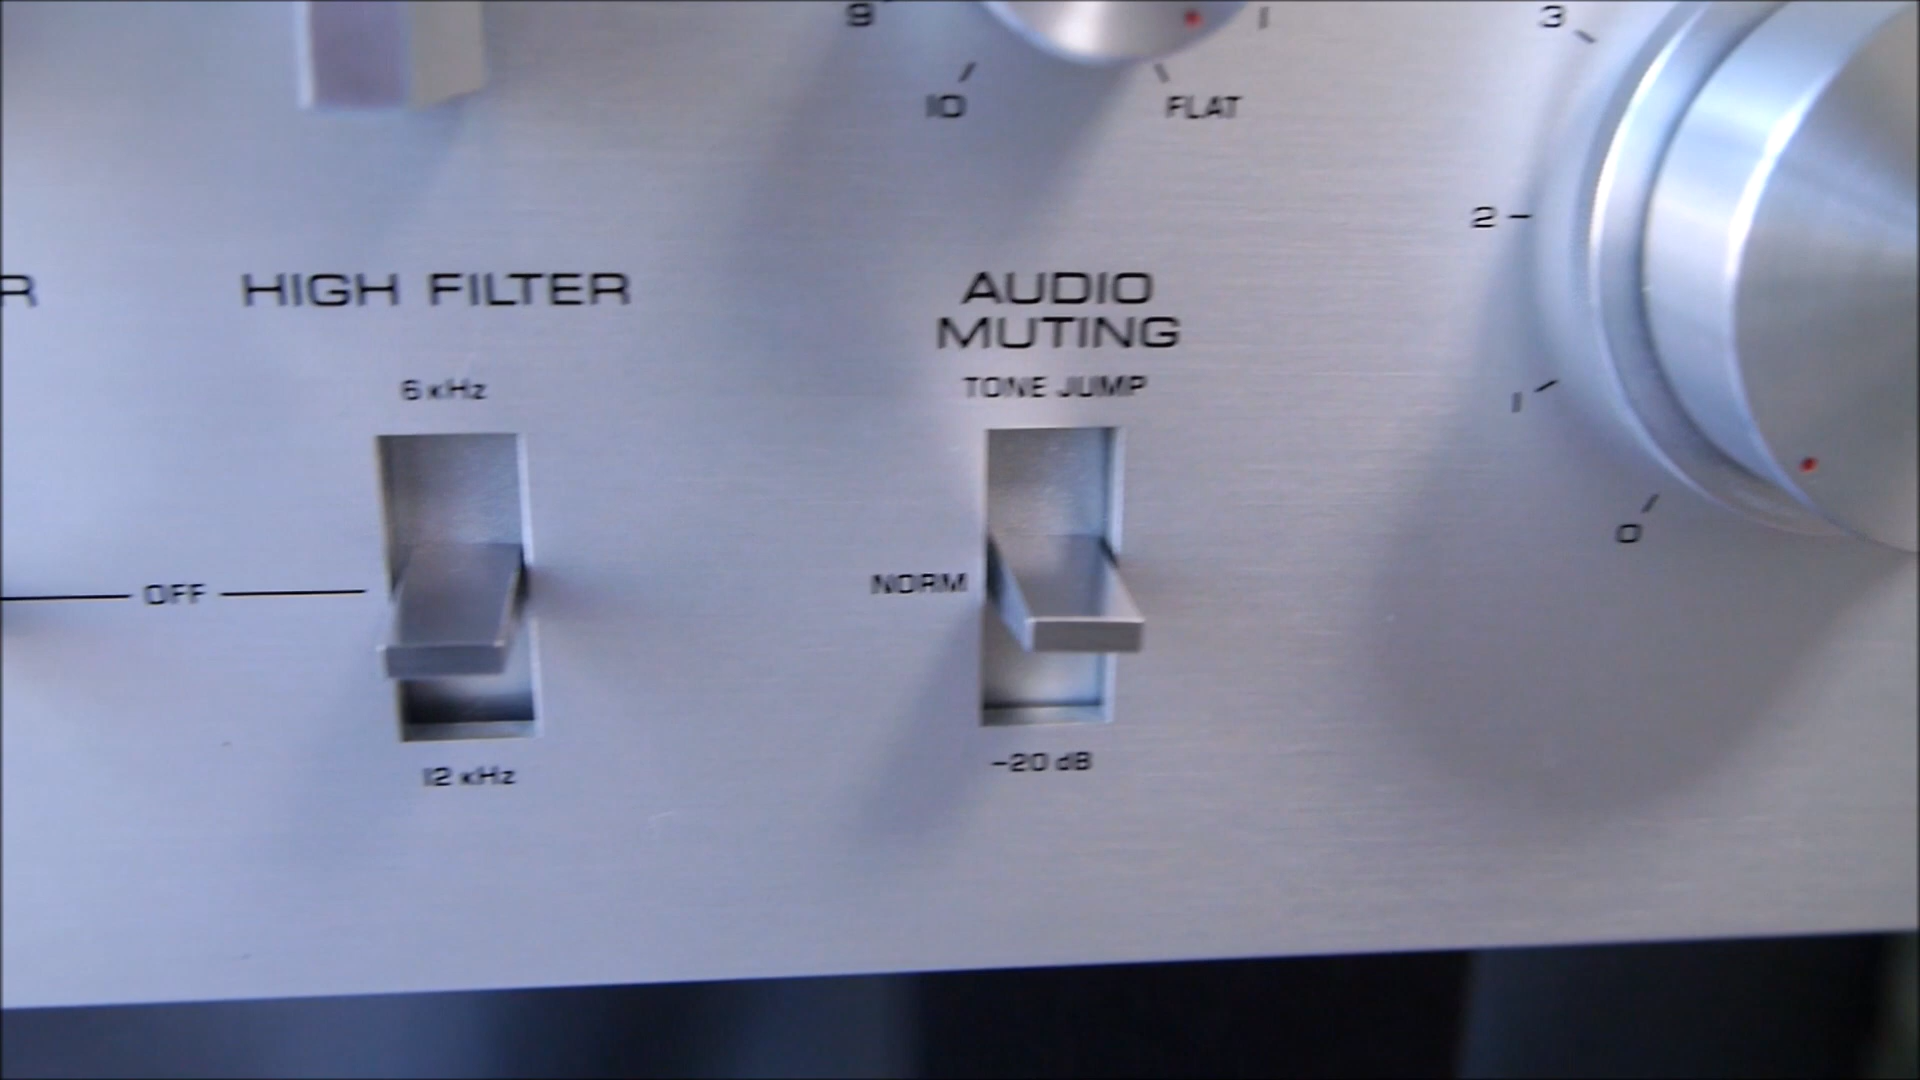 9
1
3
10
FLAT
2
R
HIGH FILTER
AUDIO
MUTING
6 kHz
TONE JUMP
1
0
OFF
NORM
12 kHz
-20 dB